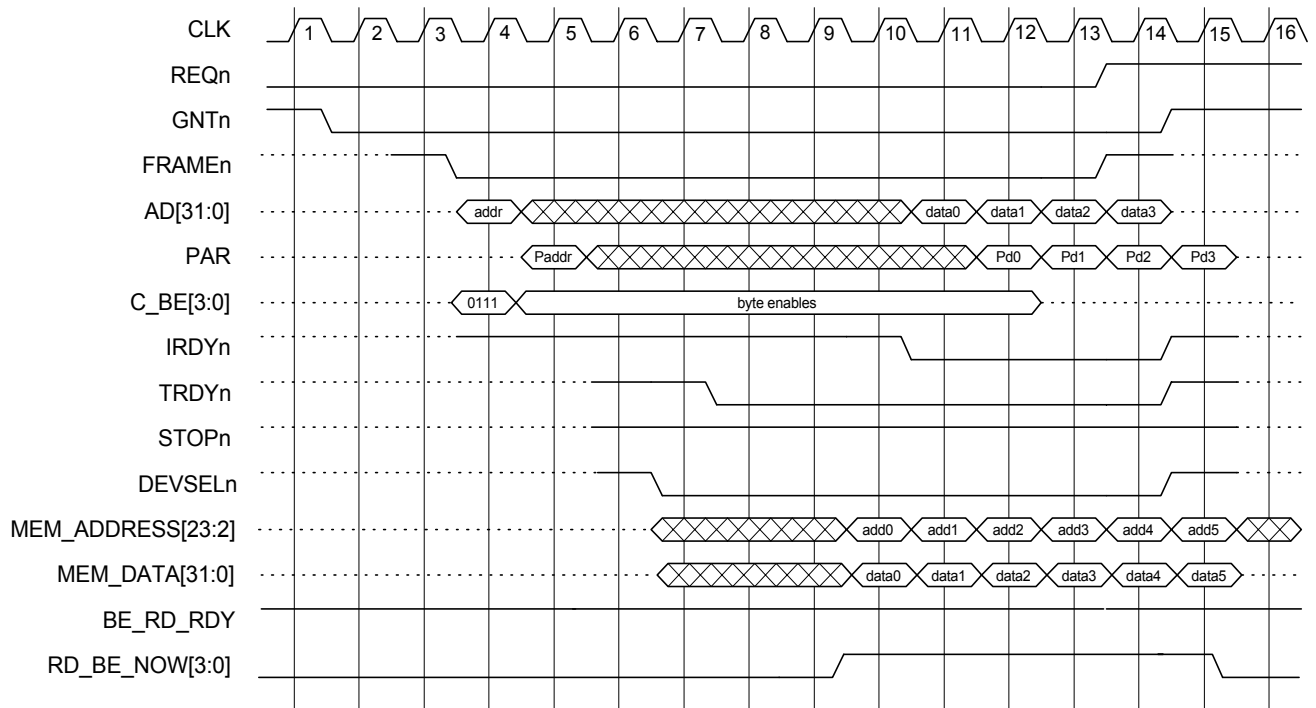 CLK 1 2 3 4 5 6 7 8 9 10 11 12 13 14 15 16
REQn
GNTn
FRAMEn
AD[31:0] addr data0 data1 data2 data3
PAR Paddr Pd0 Pd1 Pd2 Pd3
C_BE[3:0] 0111 byte enables
IRDYn
TRDYn
STOPn
DEVSELn
MEM_ADDRESS[23:2] add0 add1 add2 add3 add4 add5
MEM_DATA[31:0] data0 data1 data2 data3 data4 data5
BE_RD_RDY
RD_BE_NOW[3:0]